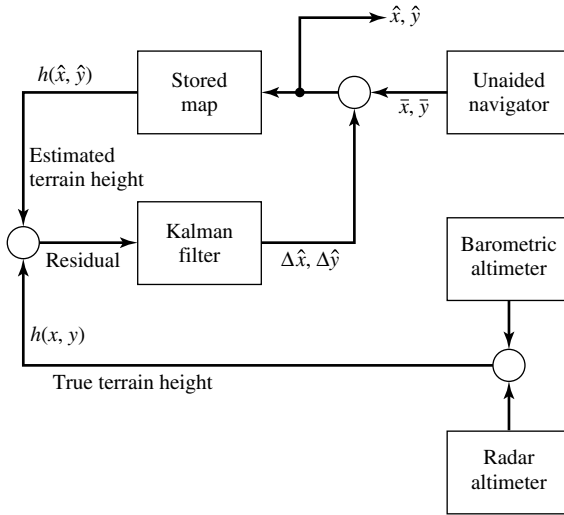 x̂, ŷ
h(x̂, ŷ)
Stored
map
Unaided
navigator
x̄, ȳ
Estimated
terrain height
Kalman
filter
Residual
Δx̂, Δŷ
Barometric
altimeter
h(x, y)
True terrain height
Radar
altimeter